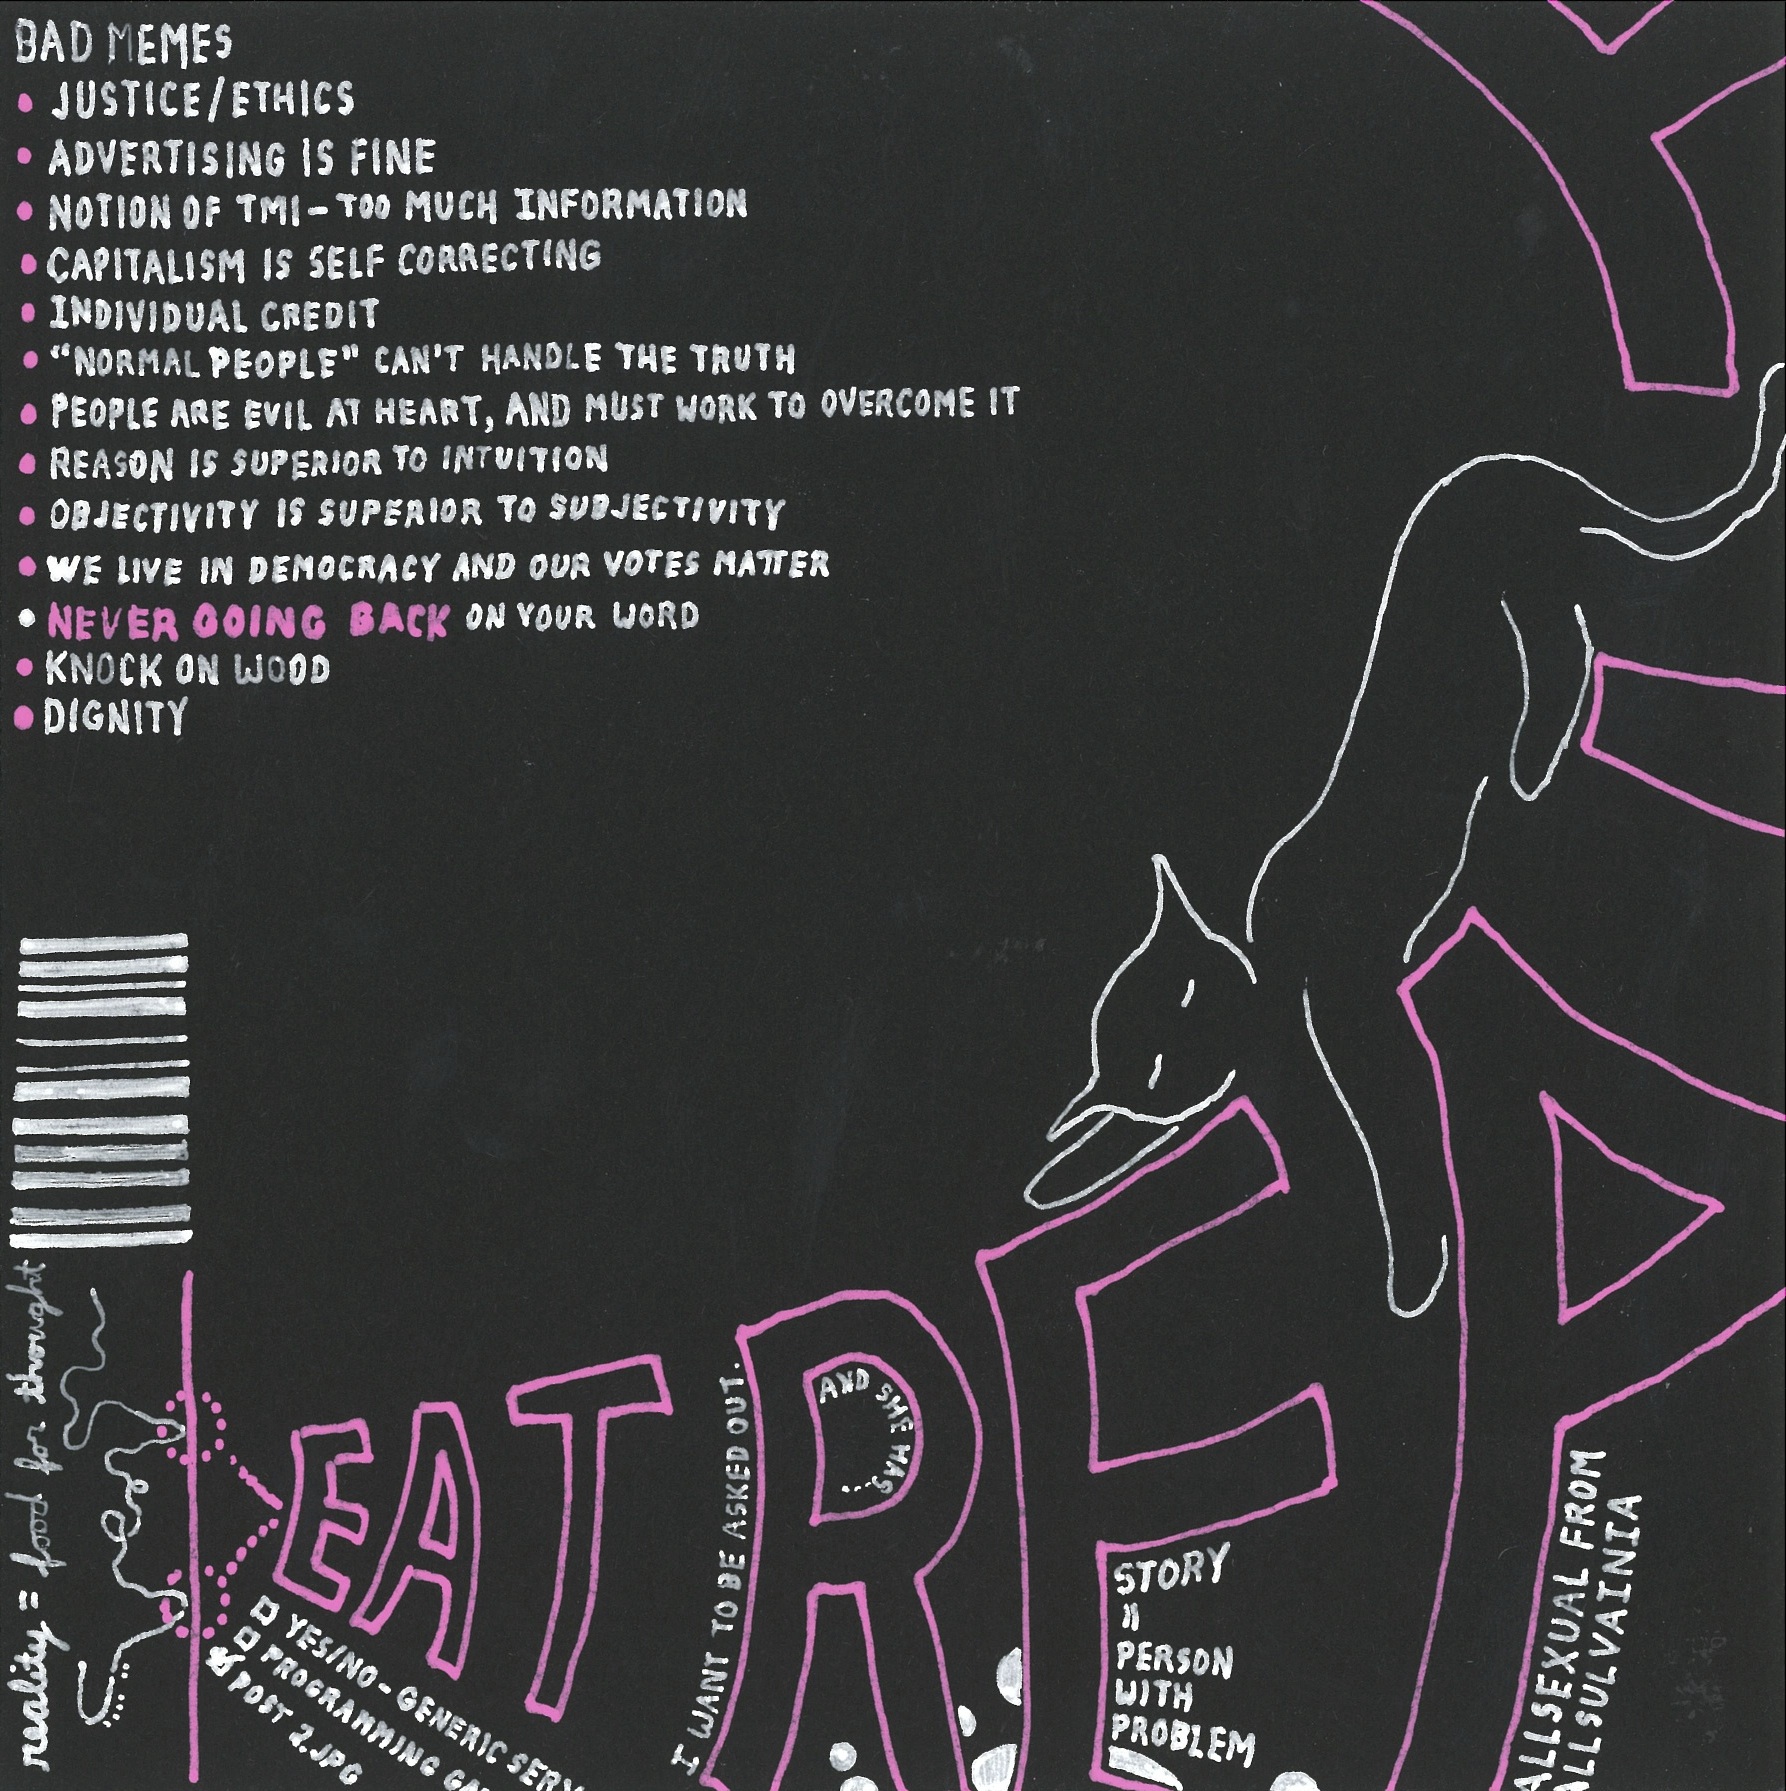 BAD MEMES
• JUSTICE/ETHICS
• ADVERTISING IS FINE
• NOTION OF TMI - TOO MUCH INFORMATION
• CAPITALISM IS SELF CORRECTING
• INDIVIDUAL CREDIT
• "NORMAL PEOPLE" CAN'T HANDLE THE TRUTH
• PEOPLE ARE EVIL AT HEART, AND MUST WORK TO OVERCOME IT
• REASON IS SUPERIOR TO INTUITION
• OBJECTIVITY IS SUPERIOR TO SUBJECTIVITY
• WE LIVE IN DEMOCRACY AND OUR VOTES MATTER
• NEVER GOING BACK ON YOUR WORD
• KNOCK ON WOOD
• DIGNITY
reality = food for thought
EAT
REA
YES/NO - GENERIC SERV
PROGRAMMING GA
POST 2.JPG
I WANT TO BE ASKED OUT.
AND SHE WAS...
STORY
=
PERSON
WITH
PROBLEM
ALLSEXUAL FROM
ALLSULVAINIA